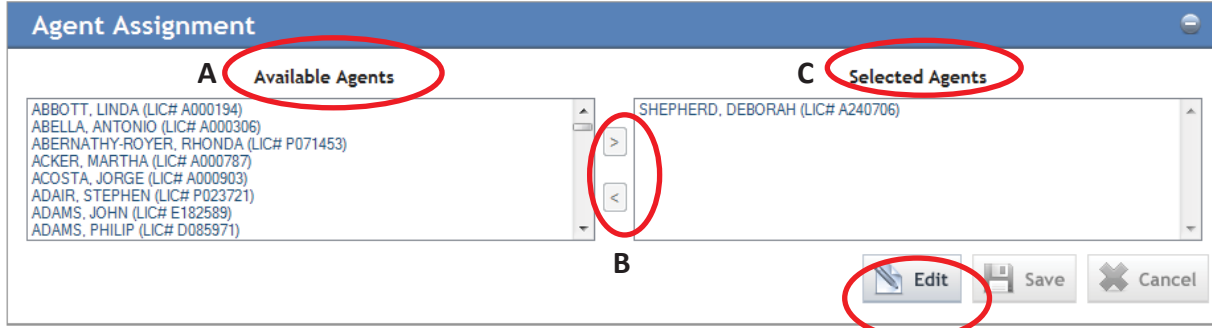 Agent Assignment
A Available Agents
C Selected Agents
ABBOTT, LINDA (LIC# A000194)
ABELLA, ANTONIO (LIC# A000306)
ABERNATHY-ROYER, RHONDA (LIC# P071453)
ACKER, MARTHA (LIC# A000787)
ACOSTA, JORGE (LIC# A000903)
ADAIR, STEPHEN (LIC# P023721)
ADAMS, JOHN (LIC# E182589)
ADAMS, PHILIP (LIC# D085971)
>
<
B
SHEPHERD, DEBORAH (LIC# A240706)
Edit Save Cancel